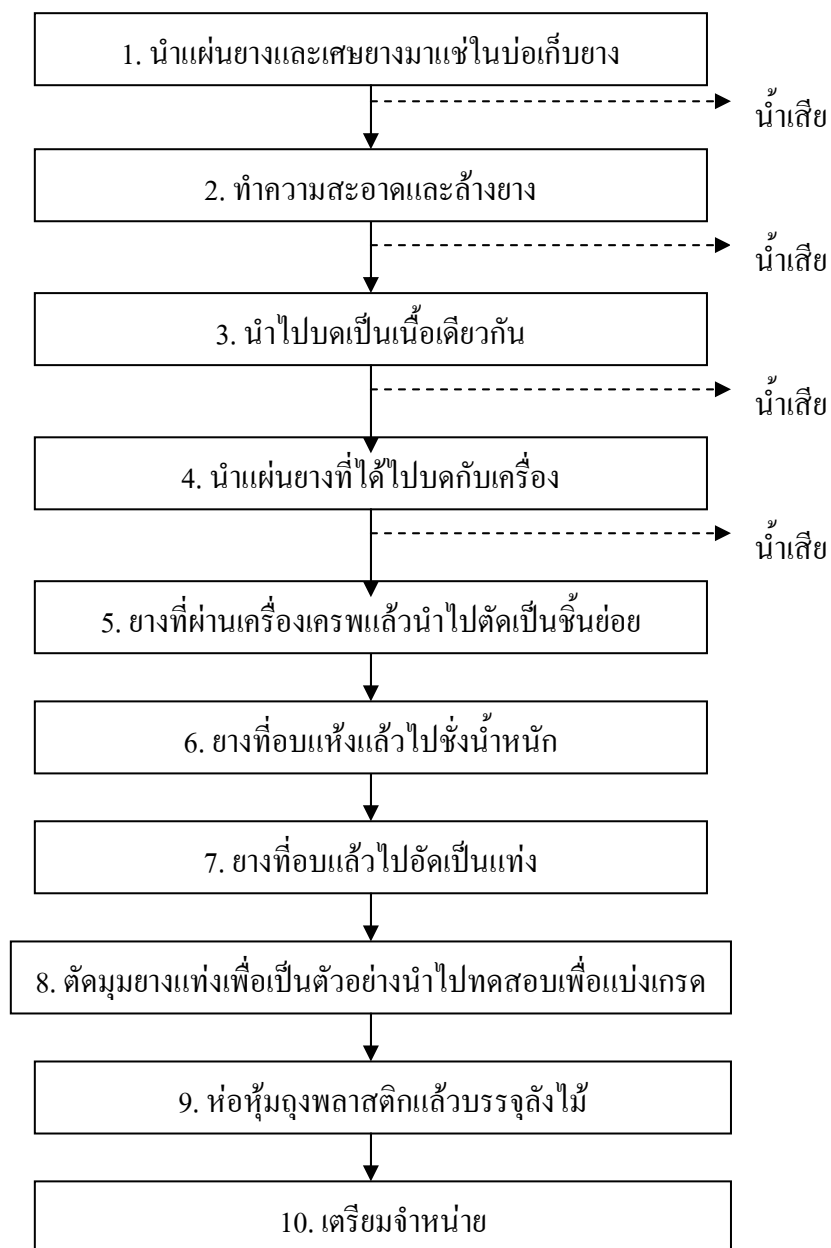 1. นำแผ่นยางและเศษยางมาแช่ในบ่อเก็บยาง
น้ำเสีย
2. ทำความสะอาดและล้างยาง
น้ำเสีย
3. นำไปบดเป็นเนื้อเดียวกัน
น้ำเสีย
4. นำแผ่นยางที่ได้ไปบดกับเครื่อง
น้ำเสีย
5. ยางที่ผ่านเครื่องเครพแล้วนำไปตัดเป็นชิ้นย่อย
6. ยางที่อบแห้งแล้วไปชั่งน้ำหนัก
7. ยางที่อบแล้วไปอัดเป็นแท่ง
8. ตัดมุมยางแท่งเพื่อเป็นตัวอย่างนำไปทดสอบเพื่อแบ่งเกรด
9. ห่อหุ้มถุงพลาสติกแล้วบรรจุลังไม้
10. เตรียมจำหน่าย